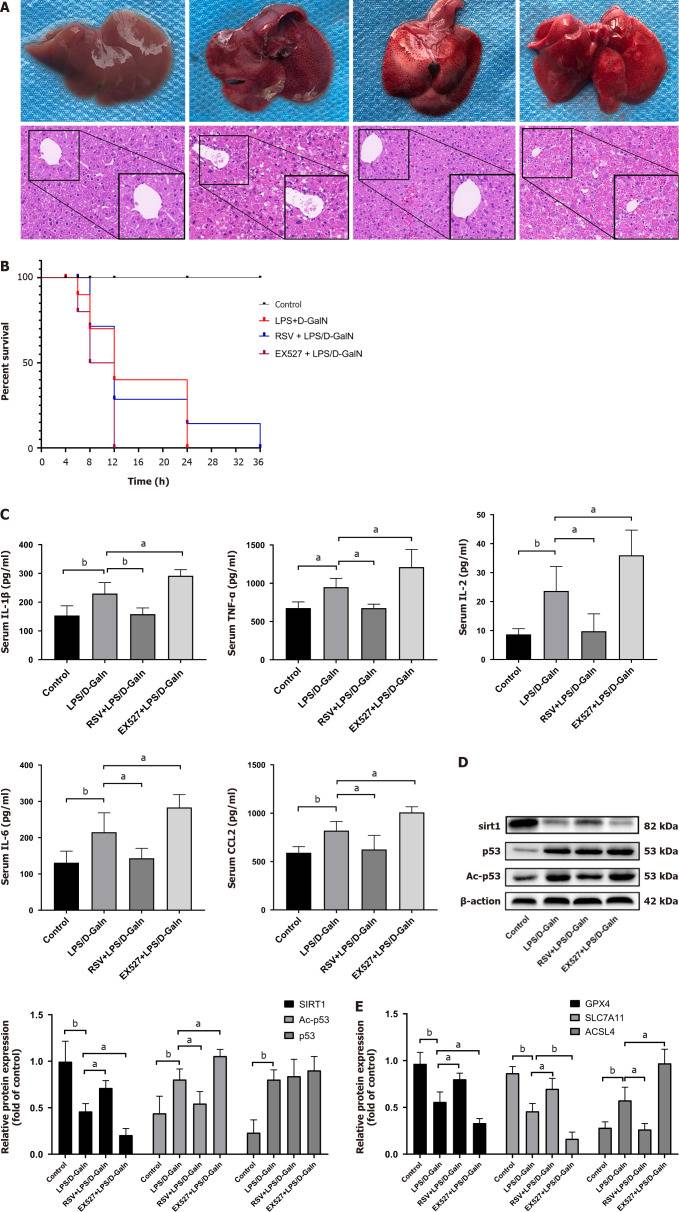 A
B
Percent survival
100
50
0
0 4 8 12 16 20 24 28 32 36
Time (h)
Control
LPS+D-GalN
RSV + LPS/D-GalN
EX527 + LPS/D-GalN
C
Serum IL-1β (pg/ml)
400
300
200
100
0
b b a
Control
LPS/D-Galn
RSV+LPS/D-Galn
EX527+LPS/D-Galn
Serum TNF-α (pg/ml)
1500
1000
500
0
a a a
Control
LPS/D-Galn
RSV+LPS/D-Galn
EX527+LPS/D-Galn
Serum IL-2 (pg/ml)
50
40
30
20
10
0
b a a
Control
LPS/D-Galn
RSV+LPS/D-Galn
EX527+LPS/D-Galn
Serum IL-6 (pg/ml)
400
300
200
100
0
b a a
Control
LPS/D-Galn
RSV+LPS/D-Galn
EX527+LPS/D-Galn
Serum CCL2 (pg/ml)
1500
1000
500
0
b a a
Control
LPS/D-Galn
RSV+LPS/D-Galn
EX527+LPS/D-Galn
D
sirt1 82 kDa
p53 53 kDa
Ac-p53 53 kDa
β-action 42 kDa
Control
LPS/D-Galn
RSV+LPS/D-Galn
EX527+LPS/D-Galn
Relative protein expression
(fold of control)
1.5
1.0
0.5
0.0
SIRT1
Ac-p53
p53
b a a
b a a
b
Control
LPS/D-Galn
RSV+LPS/D-Galn
EX527+LPS/D-Galn
Control
LPS/D-Galn
RSV+LPS/D-Galn
EX527+LPS/D-Galn
Control
LPS/D-Galn
RSV+LPS/D-Galn
EX527+LPS/D-Galn
E
Relative protein expression
(fold of control)
1.5
1.0
0.5
0.0
GPX4
SLC7A11
ACSL4
b a a
b a b
b a a
Control
LPS/D-Galn
RSV+LPS/D-Galn
EX527+LPS/D-Galn
Control
LPS/D-Galn
RSV+LPS/D-Galn
EX527+LPS/D-Galn
Control
LPS/D-Galn
RSV+LPS/D-Galn
EX527+LPS/D-Galn